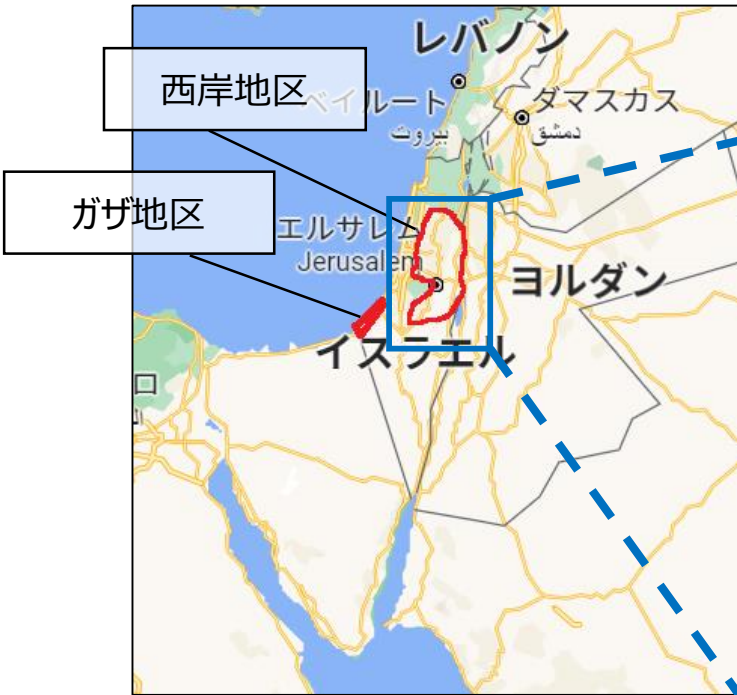 レバノン
西岸地区
ベイルート
بيروت
ダマスカス
دمشق
ガザ地区
エルサレム
Jerusalem
ヨルダン
イスラエル
ロ